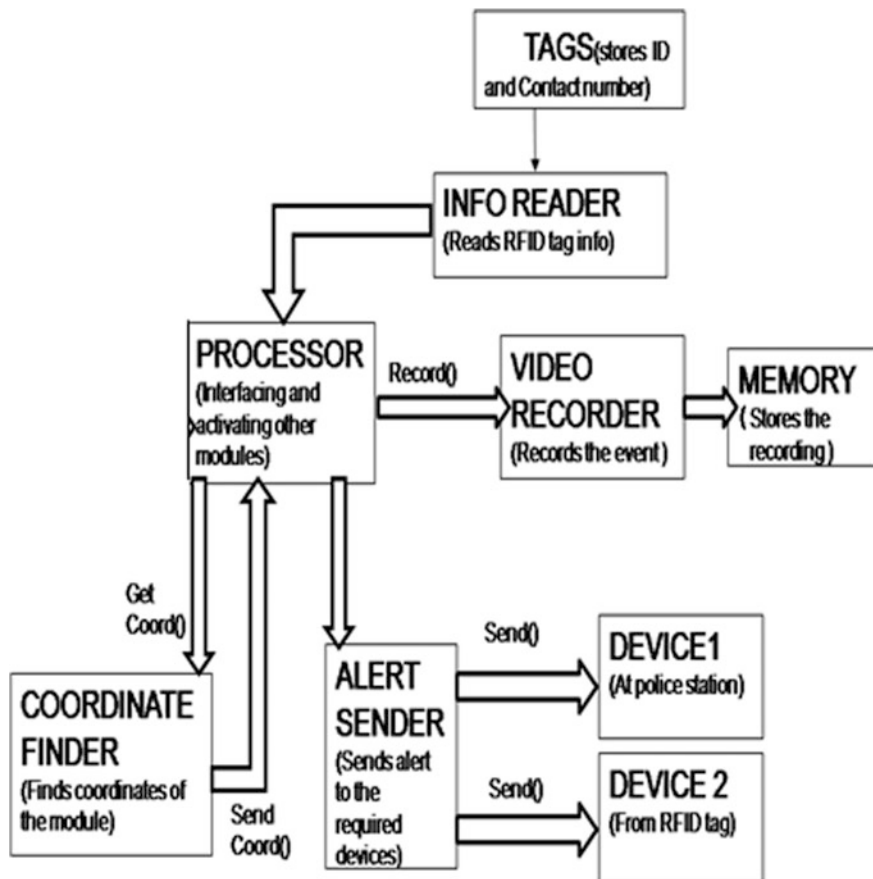 TAGS(stores ID
and Contact number)
INFO READER
(Reads RFID tag info)
PROCESSOR
(Interfacing and
activating other
modules)
Record()
VIDEO
RECORDER
(Records the event)
MEMORY
( Stores the
recording)
Get
Coord()
COORDINATE
FINDER
(Finds coordinates of
the module)
Send
Coord()
ALERT
SENDER
(Sends alert
to the
required
devices)
Send()
DEVICE1
(At police station)
Send()
DEVICE 2
(From RFID tag)